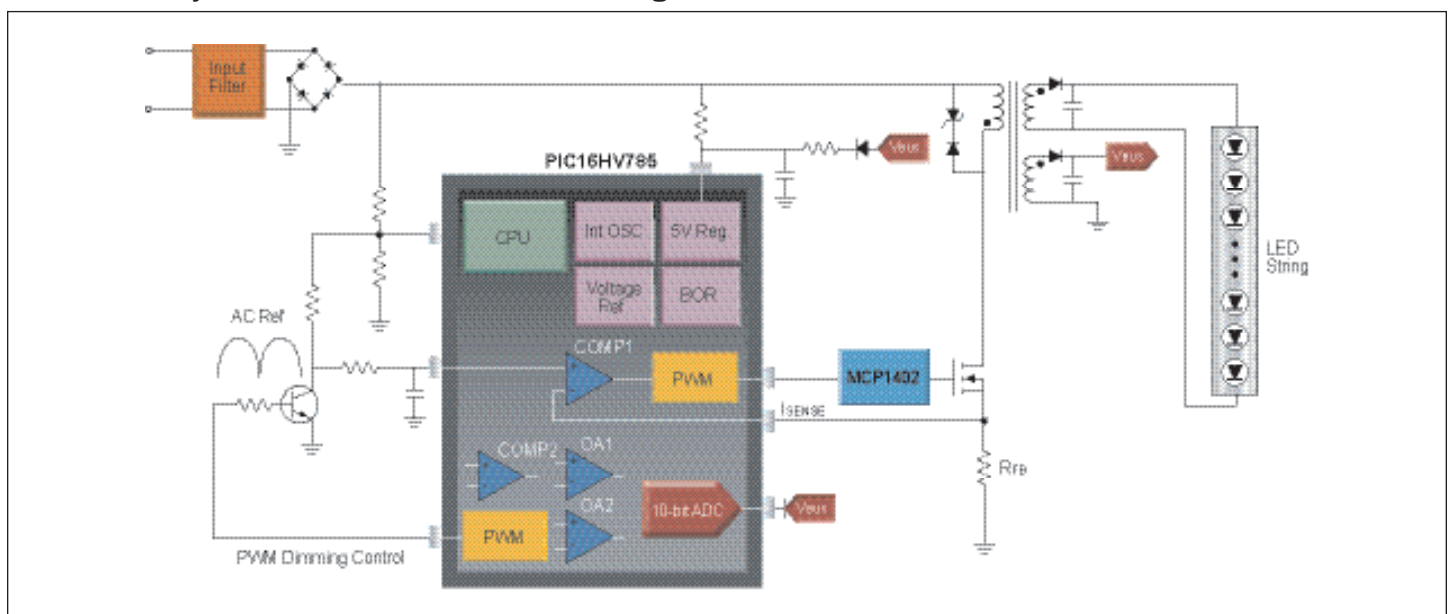 Input
Filter
PIC16HV785
VBUS
VBUS
CPU
Int OSC
5V Reg
Voltage
Ref
BOR
LED
String
AC Ref
COMP1
PWM
MCP1402
ISENSE
COMP2
OA1
RFB
10-bit ADC
VBUS
OA2
PWM
PWM Dimming Control